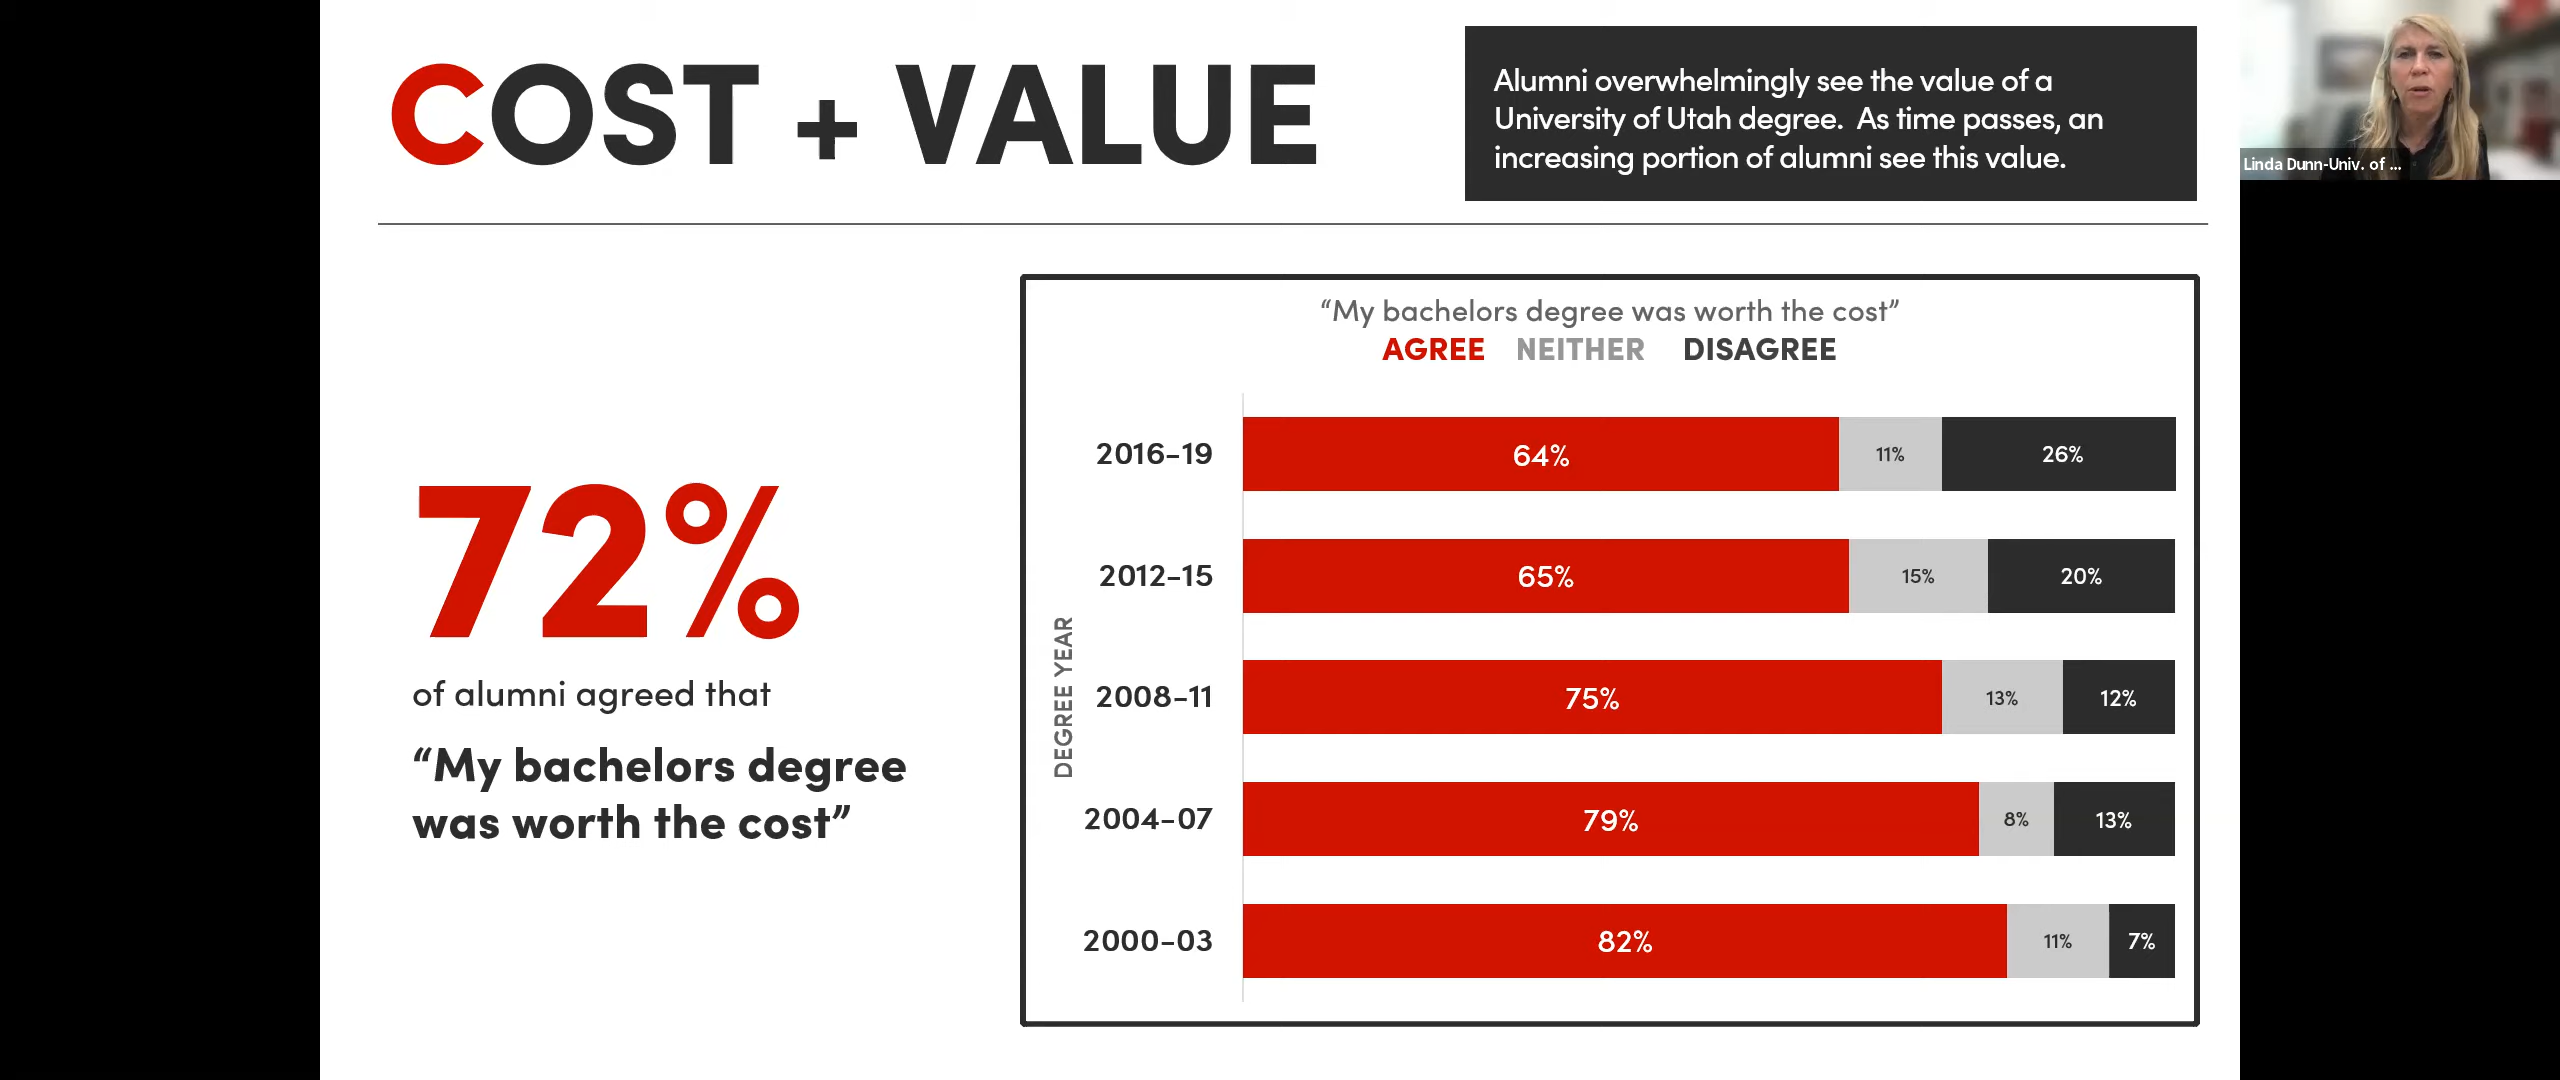 COST + VALUE
Alumni overwhelmingly see the value of a
University of Utah degree.  As time passes, an
increasing portion of alumni see this value.
Linda Dunn-Univ. of ...
72%
of alumni agreed that
“My bachelors degree
was worth the cost”
“My bachelors degree was worth the cost”
AGREE NEITHER DISAGREE
DEGREE YEAR
2016-19 64% 11% 26%
2012-15 65% 15% 20%
2008-11 75% 13% 12%
2004-07 79% 8% 13%
2000-03 82% 11% 7%